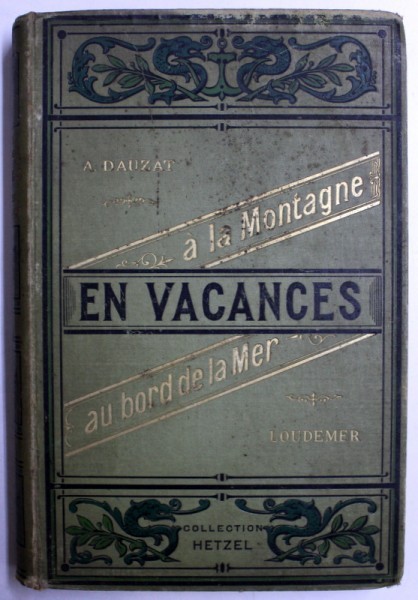 A. DAUZAT
à la Montagne
EN VACANCES
au bord de la Mer
LOUDEMER
COLLECTION
HETZEL